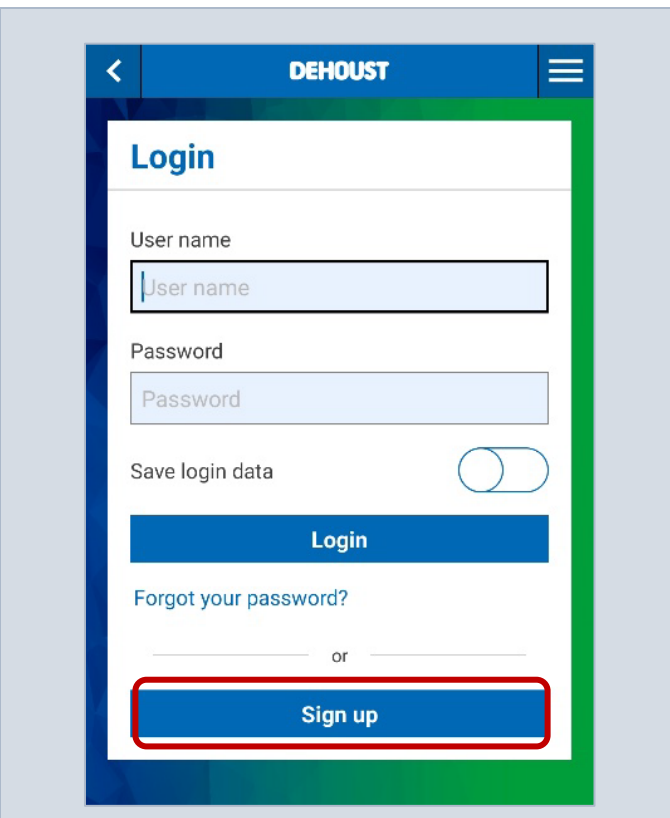 DEHOUST
Login
User name
User name
Password
Password
Save login data
Login
Forgot your password?
or
Sign up